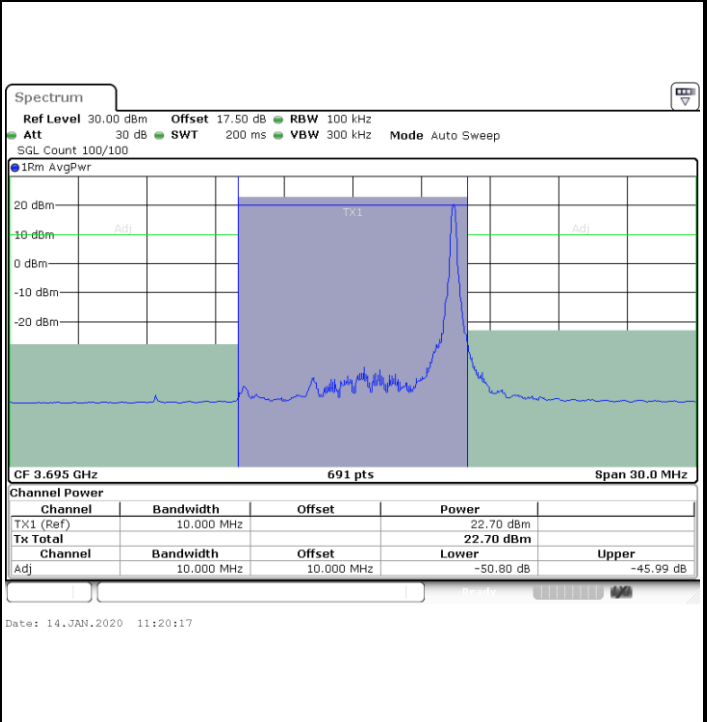 Spectrum
Ref Level 30.00 dBm Offset 17.50 dB RBW 100 kHz
Att 30 dB SWT 200 ms VBW 300 kHz Mode Auto Sweep
SGL Count 100/100
1Rm AvgPwr
20 dBm
TX1
Adj
Adj
10 dBm
0 dBm
-10 dBm
-20 dBm
CF 3.695 GHz 691 pts Span 30.0 MHz
Channel Power
Channel Bandwidth Offset Power
TX1 (Ref) 10.000 MHz 22.70 dBm
Tx Total 22.70 dBm
Channel Bandwidth Offset Lower Upper
Adj 10.000 MHz 10.000 MHz -50.80 dB -45.99 dB
Ready
Date: 14.JAN.2020 11:20:17